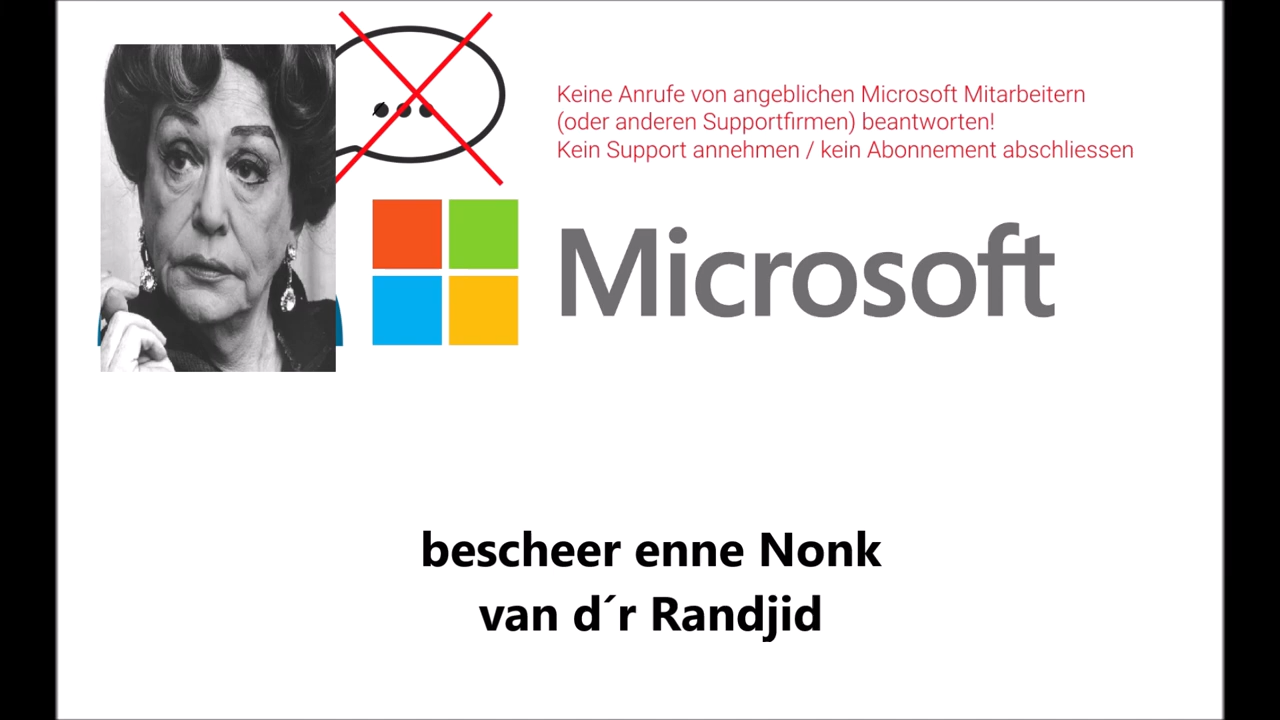 Keine Anrufe von angeblichen Microsoft Mitarbeitern
(oder anderen Supportfirmen) beantworten!
Kein Support annehmen / kein Abonnement abschliessen
Microsoft
bescheer enne Nonk
van d´r Randjid